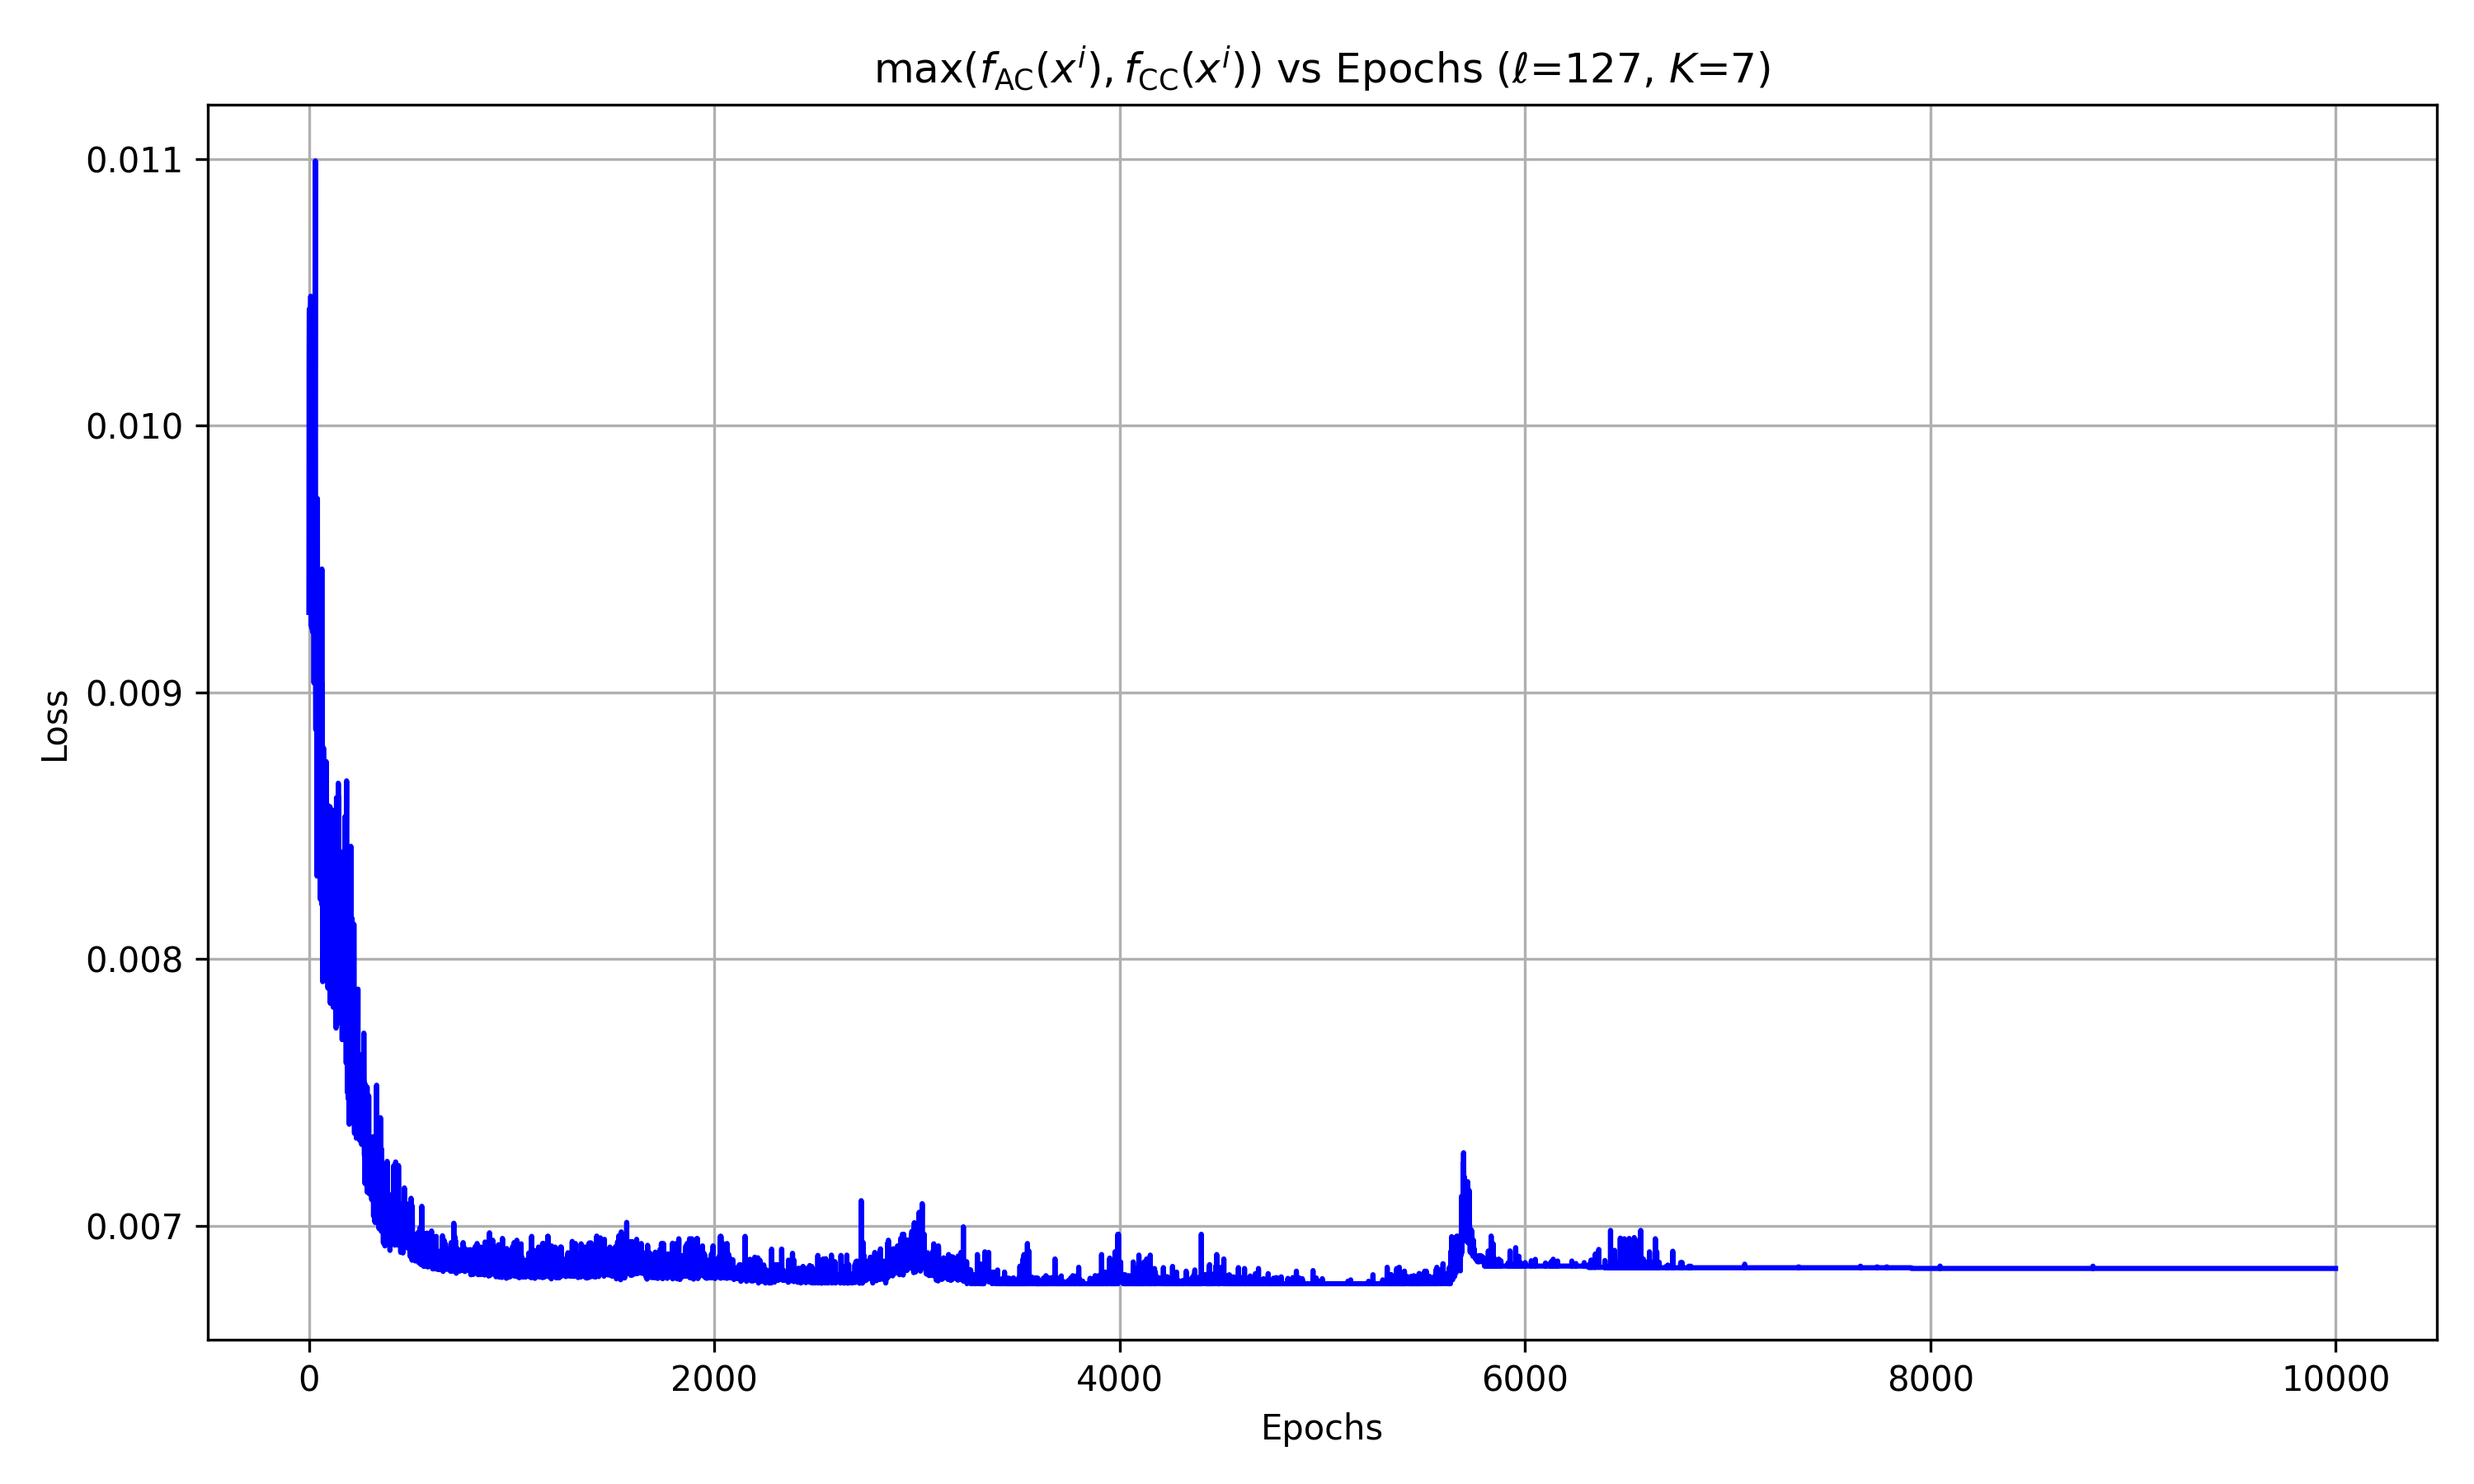 max(f_AC(x^i), f_CC(x^i)) vs Epochs (ℓ=127, K=7)
0.011
0.010
0.009
0.008
0.007
Loss
0 2000 4000 6000 8000 10000
Epochs